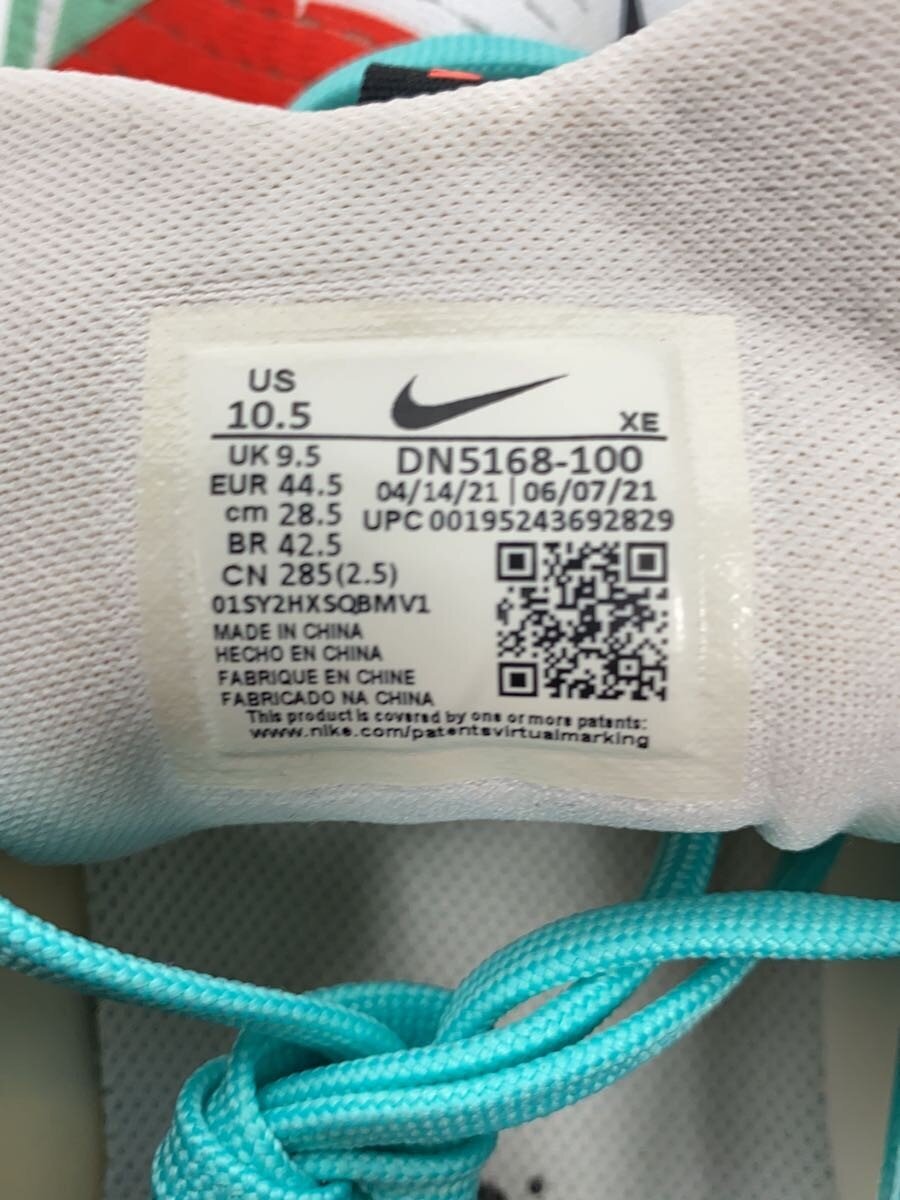 US
10.5
XE
UK 9.5
EUR 44.5
cm 28.5
BR 42.5
CN 285(2.5)
01SY2HXSQBMV1
DN5168-100
04/14/21 | 06/07/21
UPC 00195243692829
MADE IN CHINA
HECHO EN CHINA
FABRIQUE EN CHINE
FABRICADO NA CHINA
This product is covered by one or more patents:
www.nike.com/patentsvirtualmarking